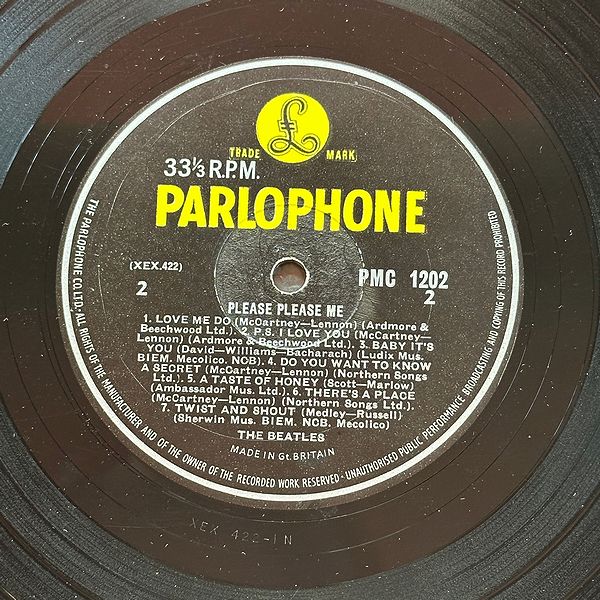 £
TRADE MARK
33⅓ R.P.M.
PARLOPHONE
(XEX.422)
PMC 1202
2
2
PLEASE PLEASE ME
1. LOVE ME DO (McCartney—Lennon) (Ardmore &
Beechwood Ltd.). 2. P.S. I LOVE YOU (McCartney—
Lennon) (Ardmore & Beechwood Ltd.) 3. BABY IT'S
YOU (David—Williams—Bacharach) (Ludix Mus.
BIEM. Mecolico. NCB). 4. DO YOU WANT TO KNOW
A SECRET (McCartney—Lennon) (Northern Songs
Ltd.). 5. A TASTE OF HONEY (Scott—Marlow)
(Ambassador Mus. Ltd.). 6. THERE'S A PLACE
(McCartney—Lennon) (Northern Songs Ltd.).
7. TWIST AND SHOUT (Medley—Russell)
(Sherwin Mus. BIEM. NCB. Mecolico)
THE BEATLES
MADE IN Gt. BRITAIN
THE PARLOPHONE CO. LTD.-ALL RIGHTS OF THE MANUFACTURER AND OF THE OWNER OF THE RECORDED WORK RESERVED-UNAUTHORISED PUBLIC PERFORMANCE BROADCASTING AND COPYING OF THIS RECORD PROHIBITED
XEX 422-1N